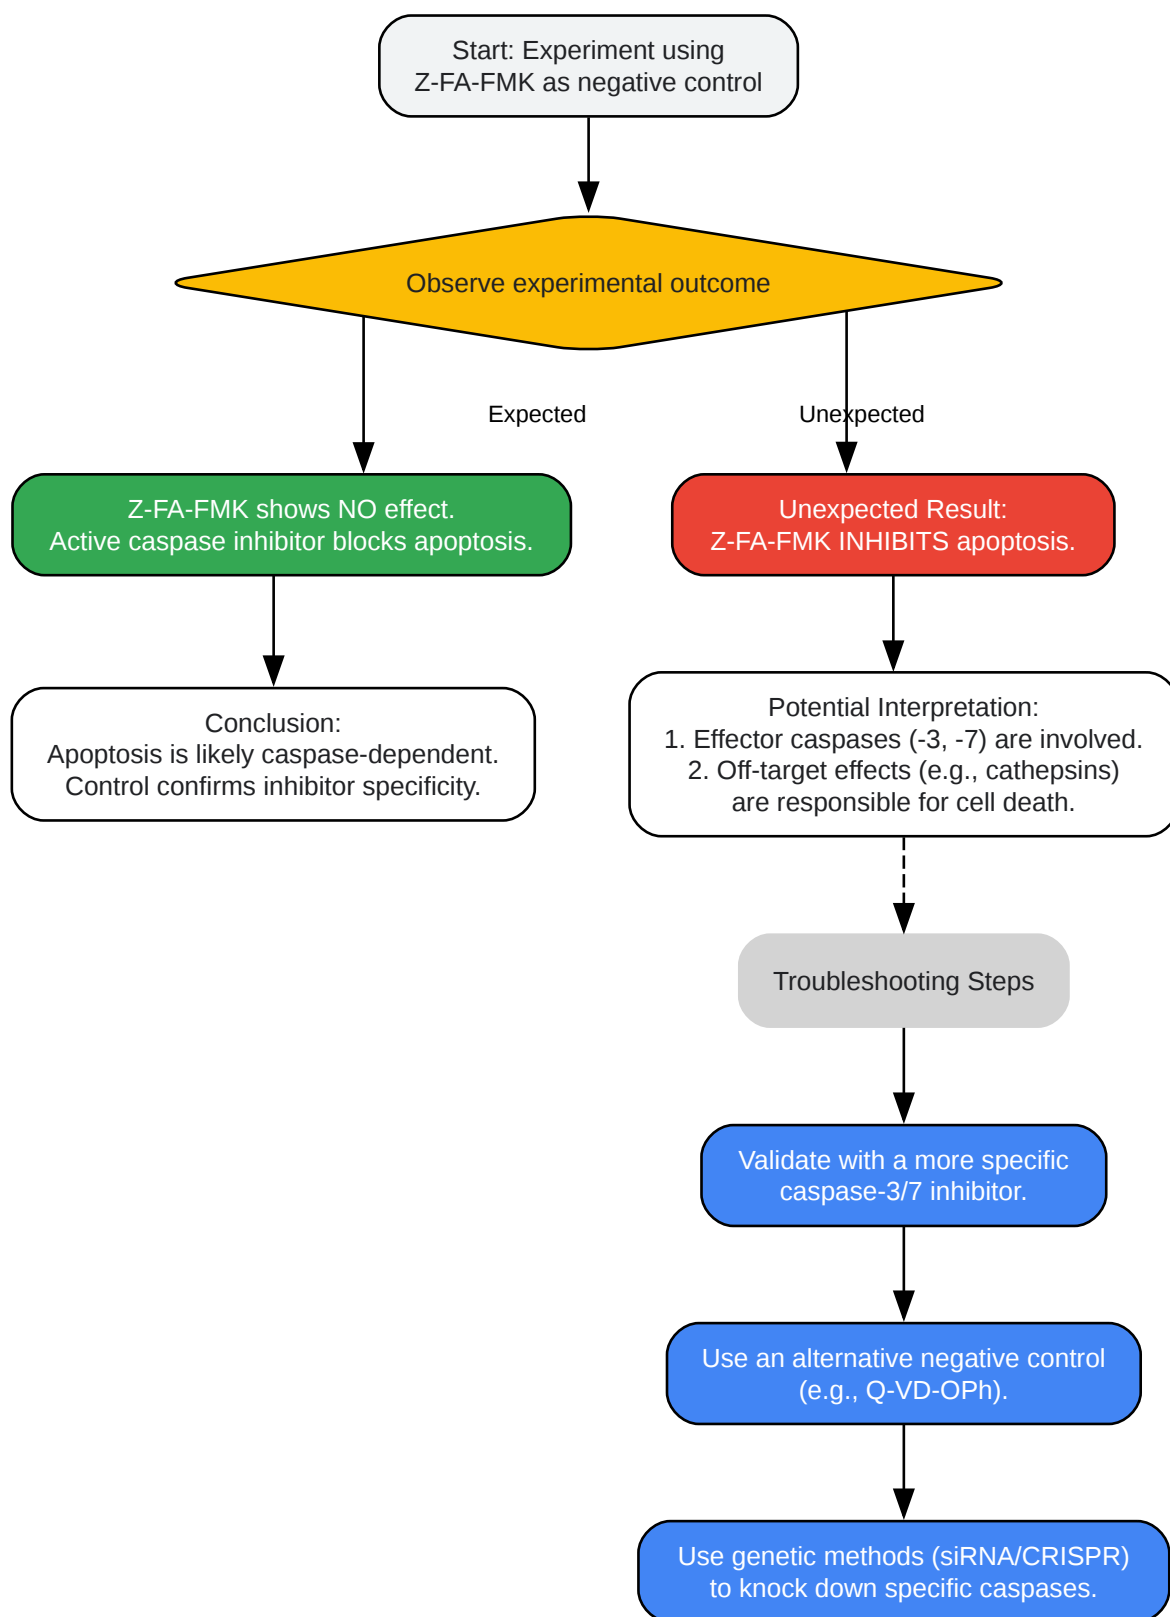 Start: Experiment using
Z-FA-FMK as negative control
Observe experimental outcome
Expected
Unexpected
Z-FA-FMK shows NO effect.
Active caspase inhibitor blocks apoptosis.
Unexpected Result:
Z-FA-FMK INHIBITS apoptosis.
Conclusion:
Apoptosis is likely caspase-dependent.
Control confirms inhibitor specificity.
Potential Interpretation:
1. Effector caspases (-3, -7) are involved.
2. Off-target effects (e.g., cathepsins)
are responsible for cell death.
Troubleshooting Steps
Validate with a more specific
caspase-3/7 inhibitor.
Use an alternative negative control
(e.g., Q-VD-OPh).
Use genetic methods (siRNA/CRISPR)
to knock down specific caspases.